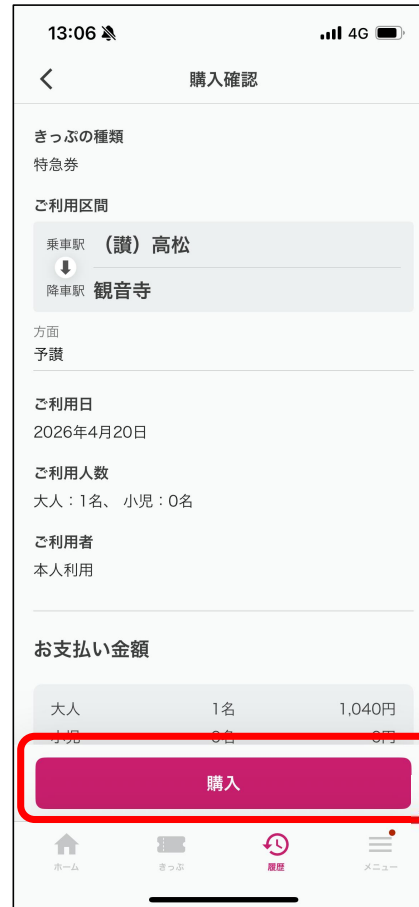 13:06
4G
購入確認
きっぷの種類
特急券
ご利用区間
乗車駅 (讃) 高松
降車駅 観音寺
方面
予讃
ご利用日
2026年4月20日
ご利用人数
大人：1名、 小児：0名
ご利用者
本人利用
お支払い金額
大人 1名 1,040円
購入
ホーム きっぷ 履歴 メニュー